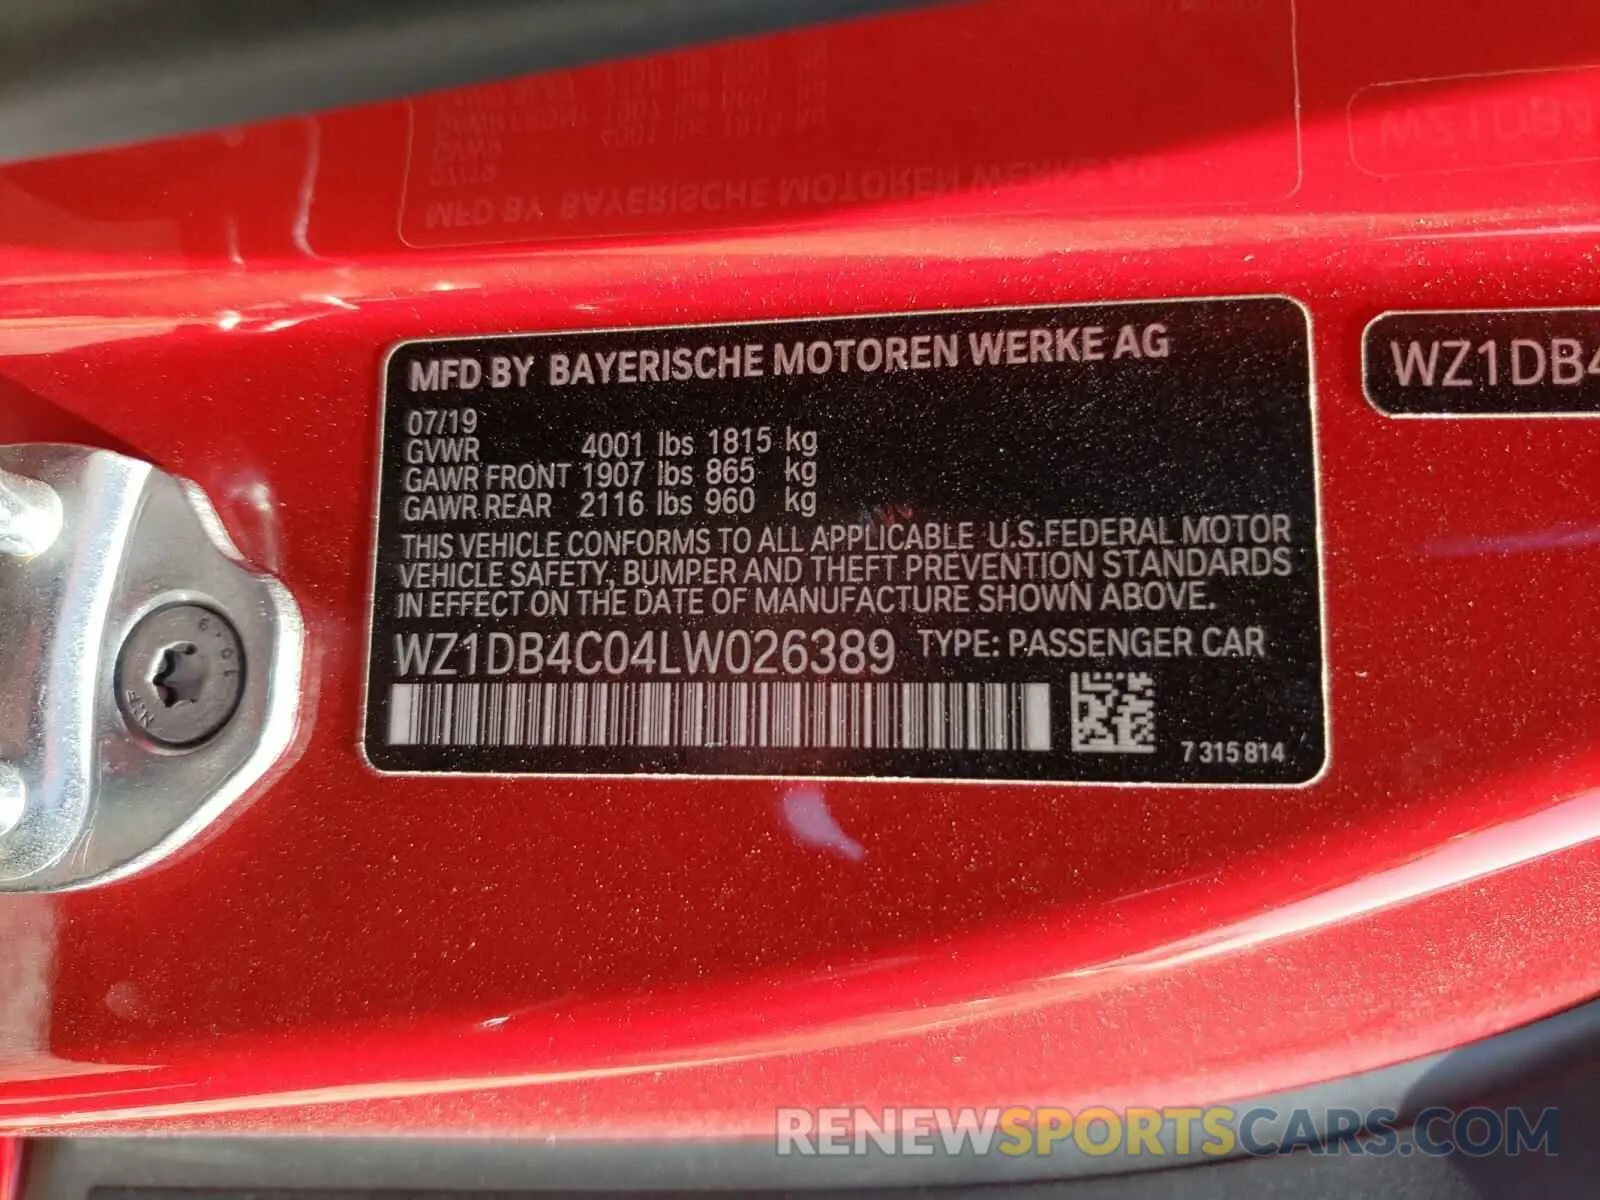 MFD BY BAYERISCHE MOTOREN WERKE AG
07/19
GVWR 4001 lbs 1815 kg
GAWR FRONT 1907 lbs 865 kg
GAWR REAR 2116 lbs 960 kg
THIS VEHICLE CONFORMS TO ALL APPLICABLE U.S.FEDERAL MOTOR
VEHICLE SAFETY, BUMPER AND THEFT PREVENTION STANDARDS
IN EFFECT ON THE DATE OF MANUFACTURE SHOWN ABOVE.
WZ1DB4C04LW026389 TYPE: PASSENGER CAR
7 315 814
WZ1DB4
RENEWSPORTSCARS.COM